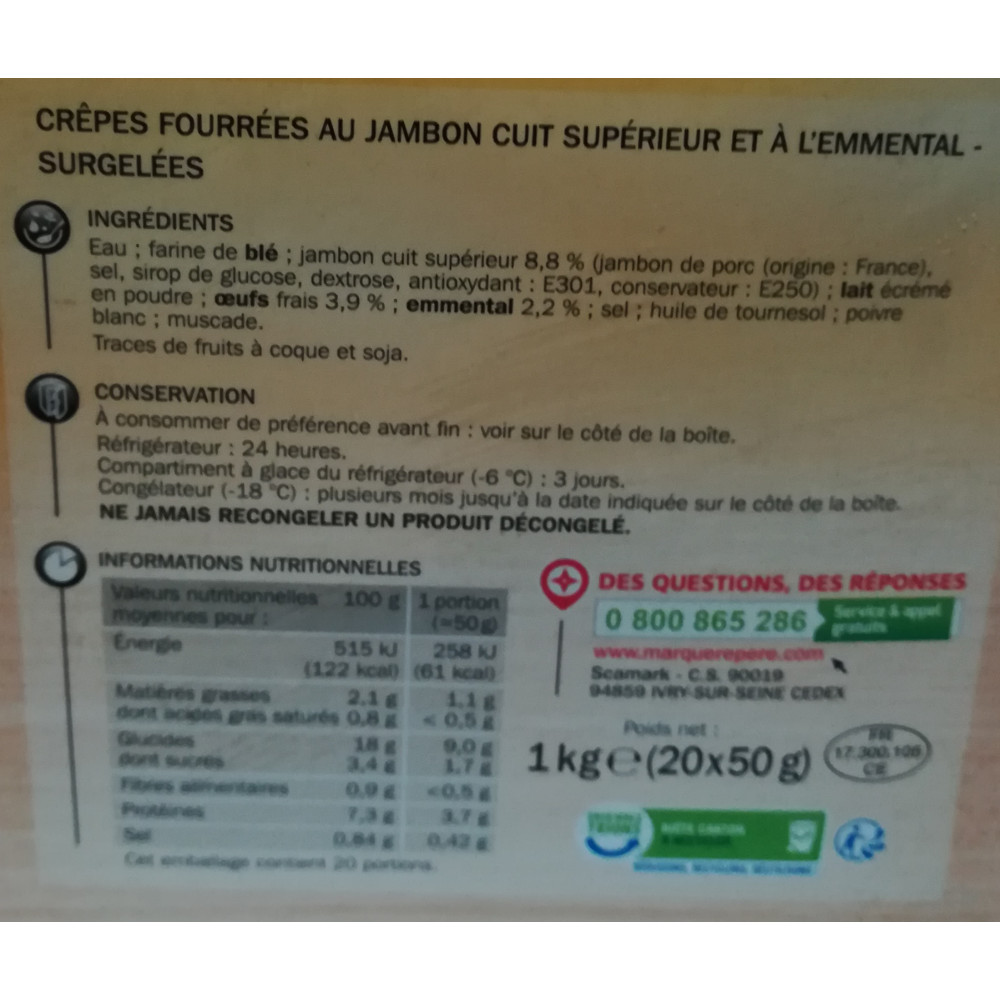 CRÊPES FOURRÉES AU JAMBON CUIT SUPÉRIEUR ET À L'EMMENTAL -
SURGELÉES
INGRÉDIENTS
Eau ; farine de blé ; jambon cuit supérieur 8,8 % (jambon de porc (origine : France),
sel, sirop de glucose, dextrose, antioxydant : E301, conservateur : E250) ; lait écrémé
en poudre ; œufs frais 3,9 % ; emmental 2,2 % ; sel ; huile de tournesol ; poivre
blanc ; muscade.
Traces de fruits à coque et soja.
CONSERVATION
À consommer de préférence avant fin : voir sur le côté de la boîte.
Réfrigérateur : 24 heures.
Compartiment à glace du réfrigérateur (-6 °C) : 3 jours.
Congélateur (-18 °C) : plusieurs mois jusqu'à la date indiquée sur le côté de la boîte.
NE JAMAIS RECONGELER UN PRODUIT DÉCONGELÉ.
INFORMATIONS NUTRITIONNELLES
Valeurs nutritionnelles moyennes pour : 100 g 1 portion (≈50g)
Énergie 515 kJ 258 kJ
(122 kcal) (61 kcal)
Matières grasses 2,1 g 1,1 g
dont acides gras saturés 0,8 g < 0,5 g
Glucides 18 g 9,0 g
dont sucres 3,4 g 1,7 g
Fibres alimentaires 0,9 g <0,5 g
Protéines 7,3 g 3,7 g
Sel 0,84 g 0,42 g
Cet emballage contient 20 portions.
DES QUESTIONS, DES RÉPONSES
0 800 865 286 Service & appel gratuits
www.marquerepere.com
Scamark - C.S. 90019
94859 IVRY-SUR-SEINE CEDEX
Poids net :
1 kg e (20x50 g)
FR
17.300.106
CE